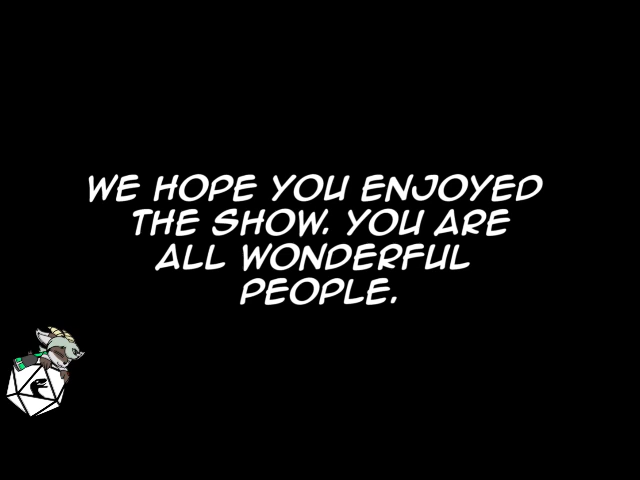 WE HOPE YOU ENJOYED
THE SHOW. YOU ARE
ALL WONDERFUL
PEOPLE.